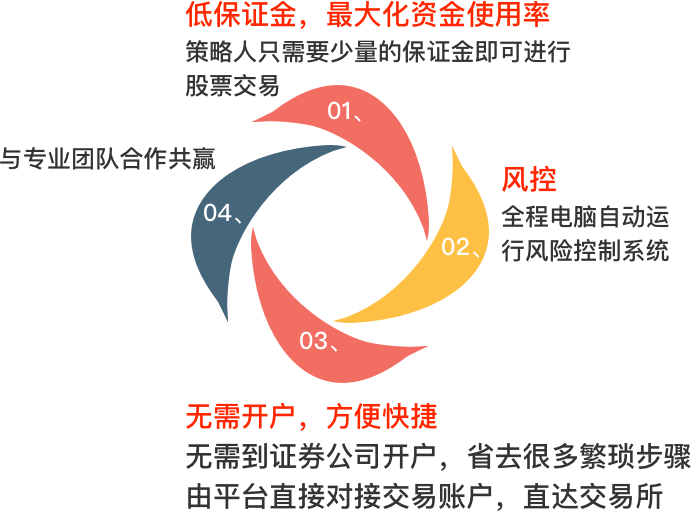 低保证金，最大化资金使用率
策略人只需要少量的保证金即可进行
股票交易
01、
与专业团队合作共赢
04、
风控
全程电脑自动运
行风险控制系统
02、
03、
无需开户，方便快捷
无需到证券公司开户，省去很多繁琐步骤
由平台直接对接交易账户，直达交易所